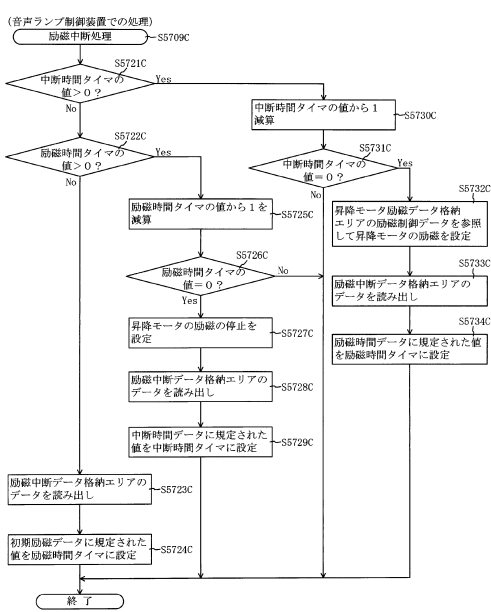 (音声ランプ制御装置での処理)
励磁中断処理
S5709C
S5721C
中断時間タイマの
値＞０？
Yes
No
中断時間タイマの値から１
減算
S5730C
S5722C
励磁時間タイマの
値＞０？
Yes
No
S5731C
中断時間タイマの
値＝０？
Yes
No
励磁時間タイマの値から１を
減算
S5725C
S5732C
昇降モータ励磁データ格納
エリアの励磁制御データを参照
して昇降モータの励磁を設定
S5726C
励磁時間タイマの
値＝０？
No
Yes
S5733C
励磁中断データ格納エリアの
データを読み出し
昇降モータの励磁の停止を
設定
S5727C
S5734C
励磁時間データに規定された値
を励磁時間タイマに設定
励磁中断データ格納エリアの
データを読み出し
S5728C
中断時間データに規定された
値を中断時間タイマに設定
S5729C
励磁中断データ格納エリアの
データを読み出し
S5723C
初期励磁データに規定された
値を励磁時間タイマに設定
S5724C
終 了